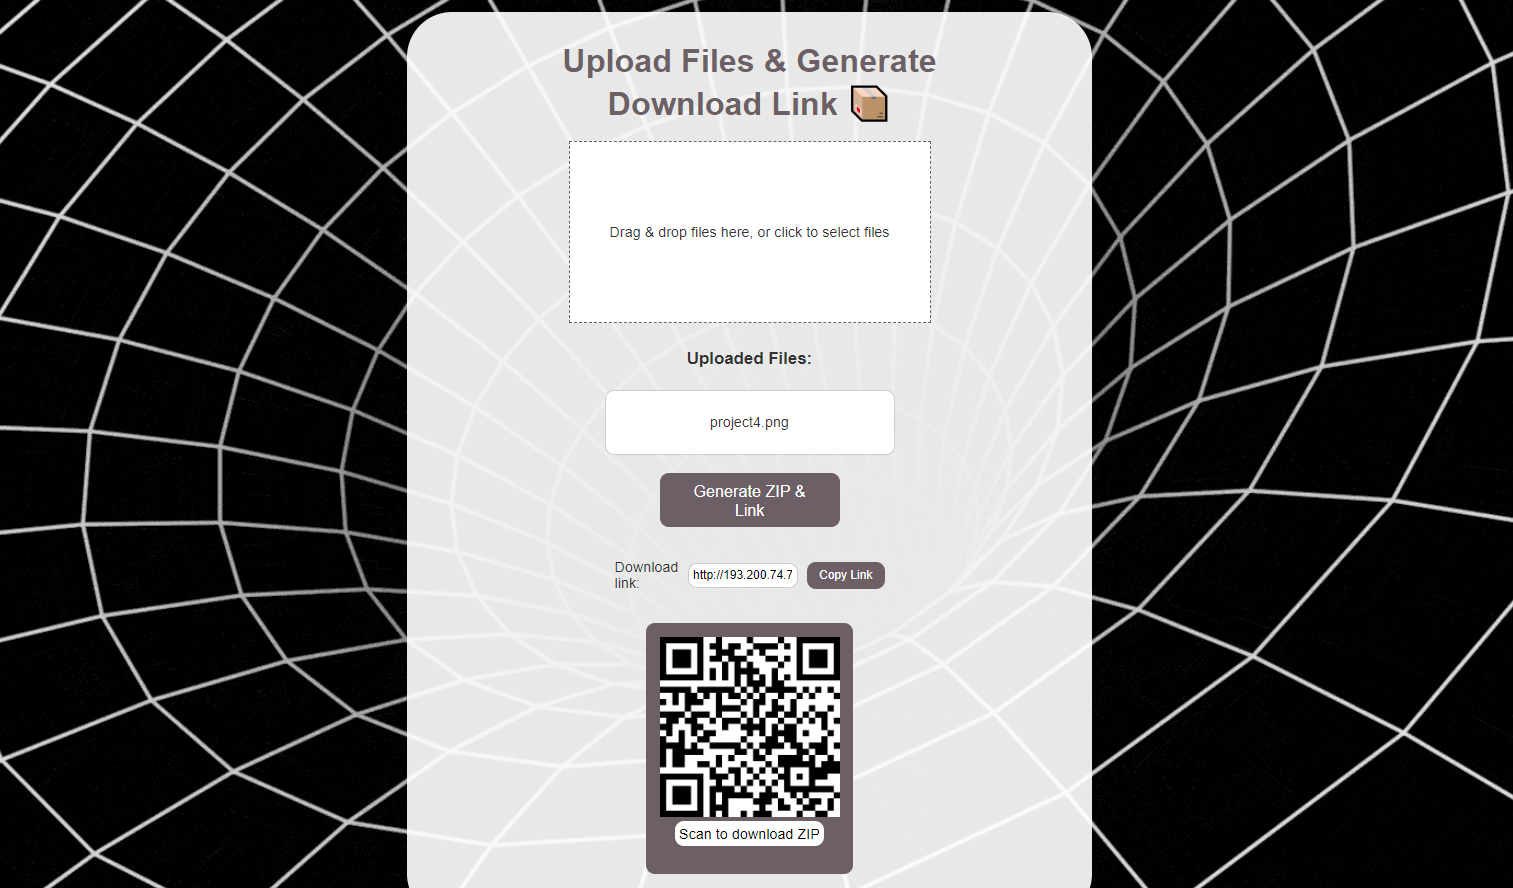 Upload Files & Generate
Download Link
Drag & drop files here, or click to select files
Uploaded Files:
project4.png
Generate ZIP &
Link
Download
link:
http://193.200.74.7
Copy Link
Scan to download ZIP